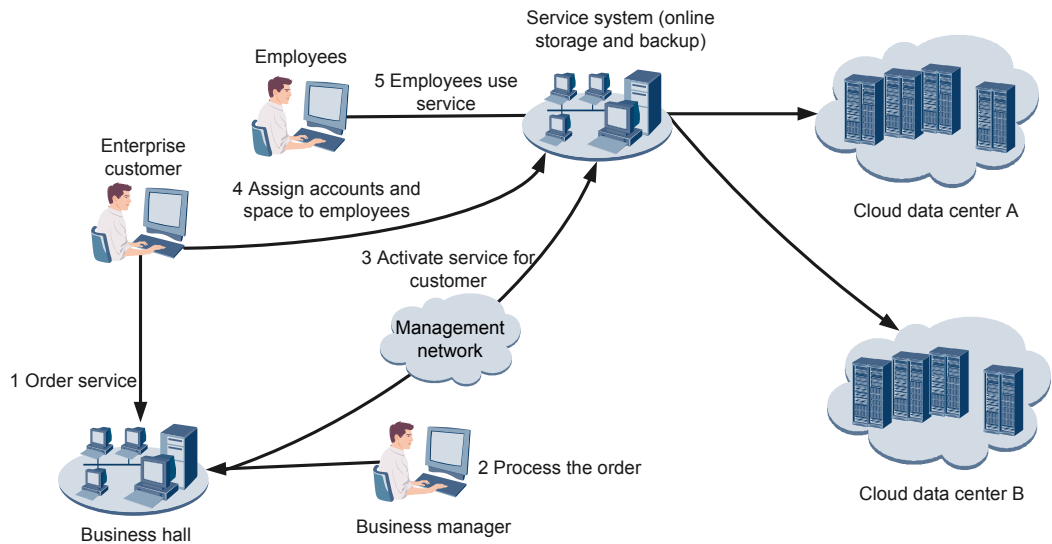 Service system (online
storage and backup)
Employees
5 Employees use
service
Enterprise
customer
4 Assign accounts and
space to employees
Cloud data center A
3 Activate service for
customer
Management
network
1 Order service
2 Process the order
Cloud data center B
Business manager
Business hall